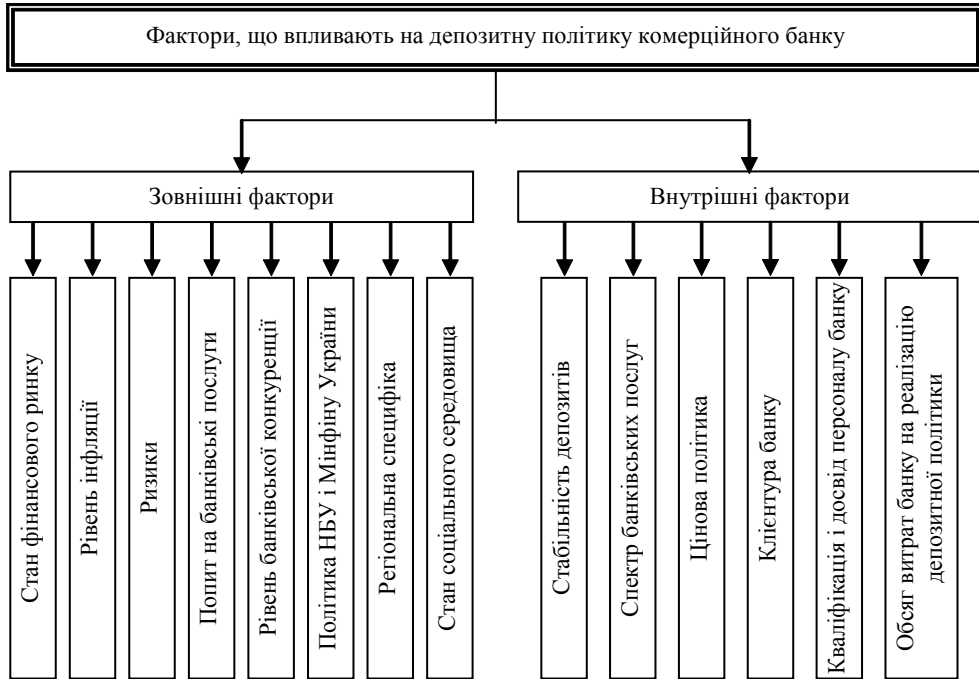 Фактори, що впливають на депозитну політику комерційного банку
Зовнішні фактори
Внутрішні фактори
Стан фінансового ринку
Рівень інфляції
Ризики
Попит на банківські послуги
Рівень банківської конкуренції
Політика НБУ і Мінфіну України
Регіональна специфіка
Стан соціального середовища
Стабільність депозитів
Спектр банківських послуг
Цінова політика
Клієнтура банку
Кваліфікація і досвід персоналу банку
Обсяг витрат банку на реалізацію
депозитної політики